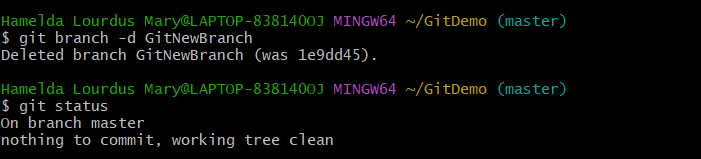 Hamelda Lourdus Mary@LAPTOP-838140OJ MINGW64 ~/GitDemo (master)
$ git branch -d GitNewBranch
Deleted branch GitNewBranch (was 1e9dd45).
Hamelda Lourdus Mary@LAPTOP-838140OJ MINGW64 ~/GitDemo (master)
$ git status
On branch master
nothing to commit, working tree clean